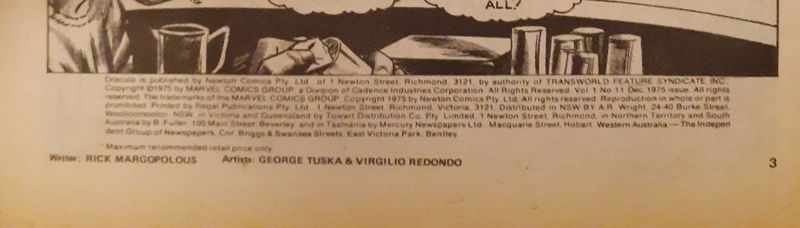 ALL!
Dracula is published by Newton Comics Pty. Ltd. of 1 Newton Street, Richmond, 3121, by authority of TRANSWORLD FEATURE SYNDICATE INC.
Copyright ©1975 by MARVEL COMICS GROUP, a Division of Cadence Industries Corporation. All Rights Reserved. Vol. 1 No 11 Dec. 1975 issue. All rights
reserved. The trademarks of the MARVEL COMICS GROUP. Copyright 1975 by Newton Comics Pty. Ltd. All rights reserved. Reproduction in whole or part is
prohibited. Printed by Regal Publications Pty. Ltd., 1 Newton Street, Richmond, Victoria, 3121. Distributed in NSW BY A.R. Wright, 24-40 Burke Street,
Woolloomooloo, NSW, in Victoria and Queensland by Towart Distribution Co. Pty. Limited, 1 Newton Street, Richmond, in Northern Territory and South
Australia by B. Fuller, 105 Main Street, Beverley, and in Tasmania by Mercury Newspapers Ltd., Macquarie Street, Hobart. Western Australia — The Indepen
dent Group of Newspapers, Cnr. Briggs & Swansea Streets, East Victoria Park, Bentley.
* Maximum recommended retail price only
Writer: RICK MARGOPOLOUS Artists: GEORGE TUSKA & VIRGILIO REDONDO 3